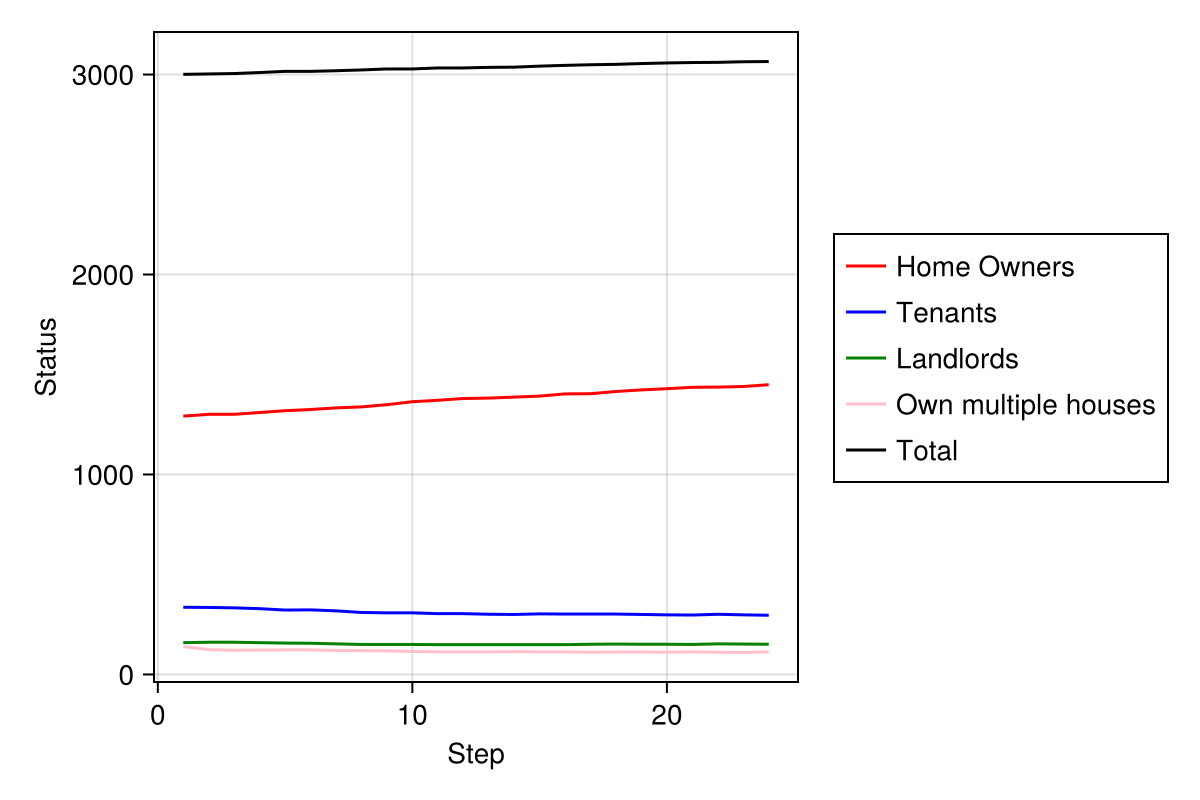 3000
2000
1000
0
Status
0
10
20
Step
Home Owners
Tenants
Landlords
Own multiple houses
Total